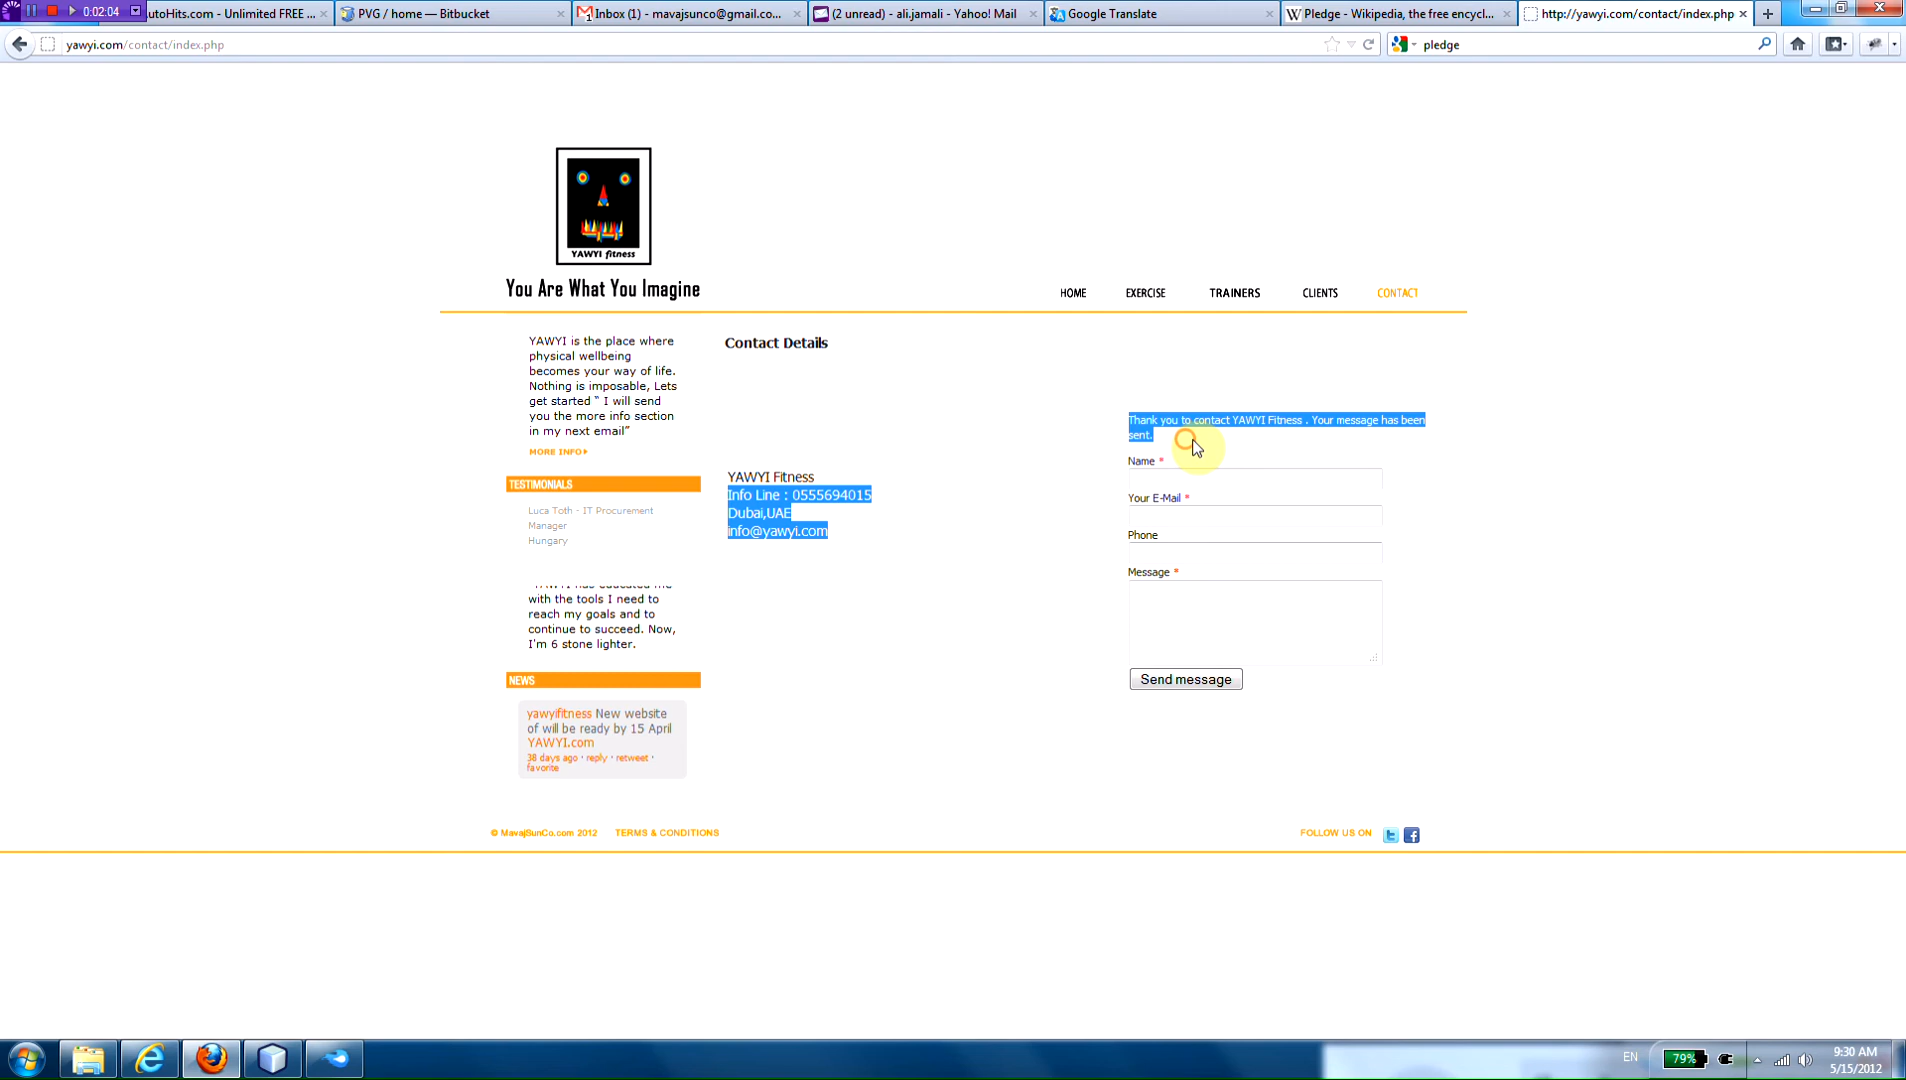 0:02:04
utoHits.com - Unlimited FREE ...
PVG / home — Bitbucket
Inbox (1) - mavajsunco@gmail.co...
(2 unread) - ali.jamali - Yahoo! Mail
Google Translate
Pledge - Wikipedia, the free encycl...
http://yawyi.com/contact/index.php
yawyi.com/contact/index.php
pledge
YAWYI fitness
You Are What You Imagine
HOME EXERCISE TRAINERS CLIENTS CONTACT
YAWYI is the place where
physical wellbeing
becomes your way of life.
Nothing is imposable, Lets
get started “ I will send
you the more info section
in my next email”
MORE INFO
TESTIMONIALS
Luca Toth - IT Procurement
Manager
Hungary
"YAWYI has educated me
with the tools I need to
reach my goals and to
continue to succeed. Now,
I'm 6 stone lighter.
NEWS
yawyifitness New website
of will be ready by 15 April
YAWYI.com
38 days ago · reply · retweet ·
favorite
Contact Details
YAWYI Fitness
Info Line : 0555694015
Dubai,UAE
info@yawyi.com
Thank you to contact YAWYI Fitness . Your message has been
sent.
Name *
Your E-Mail *
Phone
Message *
Send message
© MavajSunCo.com 2012 TERMS & CONDITIONS
FOLLOW US ON
EN
79%
9:30 AM
5/15/2012